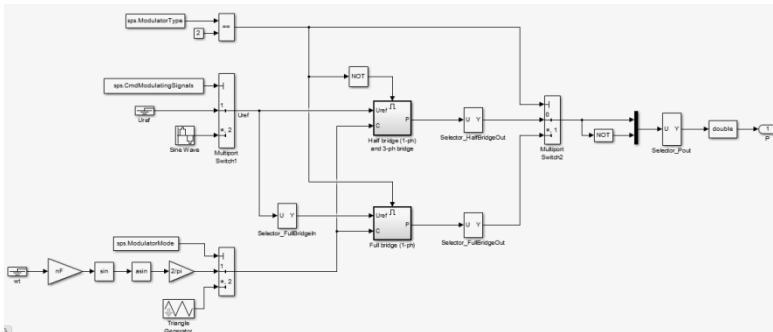 sps.ModulatorType
2
==
sps.CmdModulatingSignals
Uref
1
*, 2
Uref
Sine Wave
Multiport
Switch1
NOT
Uref
C
P
Half bridge (1-ph)
and 3-ph bridge
U Y
Selector_HalfBridgeOut
0
*, 1
Multiport
Switch2
NOT
U Y
Selector_Pout
double
1
P
U Y
Selector_FullBridgeIn
Uref
C
P
Full bridge (1-ph)
U Y
Selector_FullBridgeOut
sps.ModulatorMode
wt
nF
sin
asin
2/pi
1
*, 2
Triangle
Generator